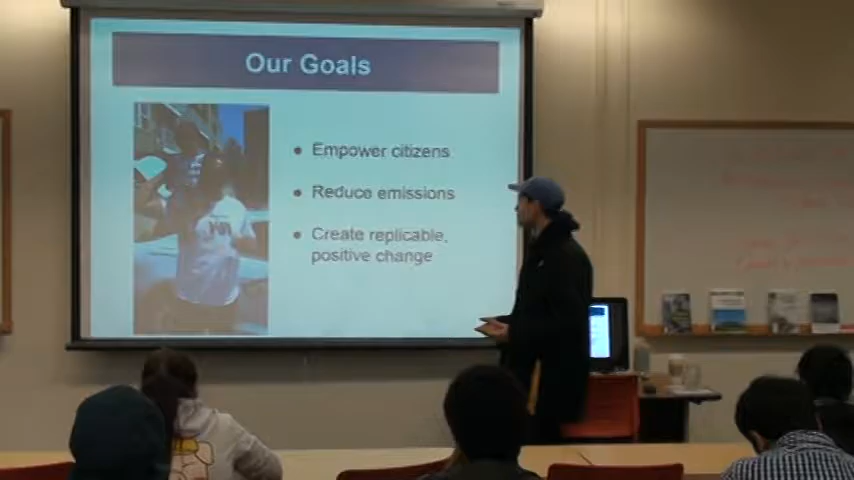 Our Goals
Empower citizens
Reduce emissions
Create replicable,
positive change